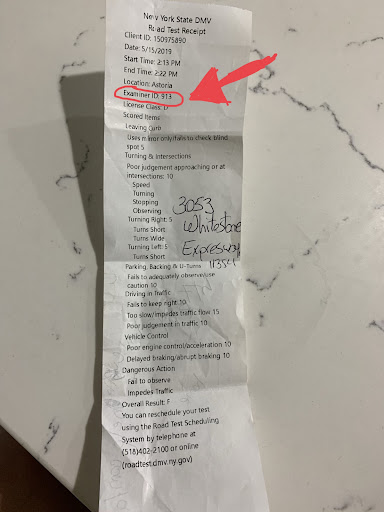 New York State DMV
Road Test Receipt
Client ID: 150975890
Date: 5/15/2019
Start Time: 2:13 PM
End Time: 2:22 PM
Location: Astoria
Examiner ID: 913
License Class: D
Scored Items
Leaving Curb
Uses mirror only/fails to check blind
spot 5
Turning & Intersections
Poor judgement approaching or at
intersections: 10
Speed
Turning
Stopping
Observing
Turning Right: 5
Turns Short
Turns Wide
Turning Left: 5
Turns Short
3053
Whitestone
Expressway
11354
Parking, Backing & U-Turns
Fails to adequately observe/use
caution 10
Driving in Traffic
Fails to keep right 10
Too slow/impedes traffic flow 15
Poor judgement in traffic 10
Vehicle Control
Poor engine control/acceleration 10
Delayed braking/abrupt braking 10
Dangerous Action
Fail to observe
Impedes Traffic
Overall Result: F
You can reschedule your test
using the Road Test Scheduling
System by telephone at
(518)402-2100 or online
(roadtest.dmv.ny.gov)